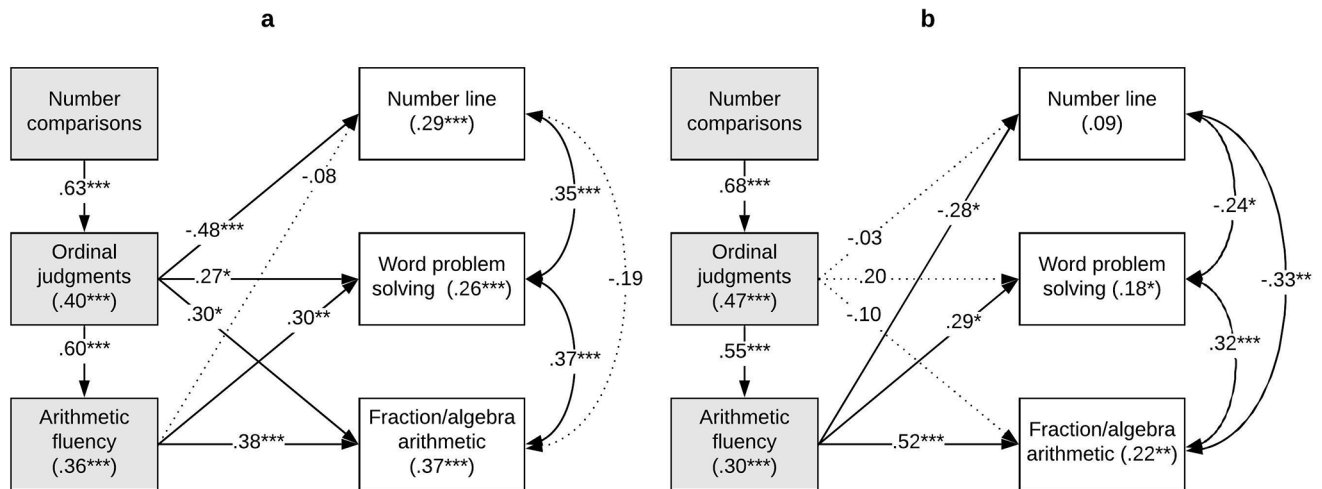 a
Number
comparisons
.63***
Ordinal
judgments
(.40***)
.60***
Arithmetic
fluency
(.36***)
-.48***
-.08
.27*
.30*
.30**
.38***
Number line
(.29***)
Word problem
solving (.26***)
Fraction/algebra
arithmetic
(.37***)
.35***
-.19
.37***
b
Number
comparisons
.68***
Ordinal
judgments
(.47***)
.55***
Arithmetic
fluency
(.30***)
-.28*
-.03
.20
-.10
.29*
.52***
Number line
(.09)
Word problem
solving (.18*)
Fraction/algebra
arithmetic (.22**)
-.24*
-.33**
.32***